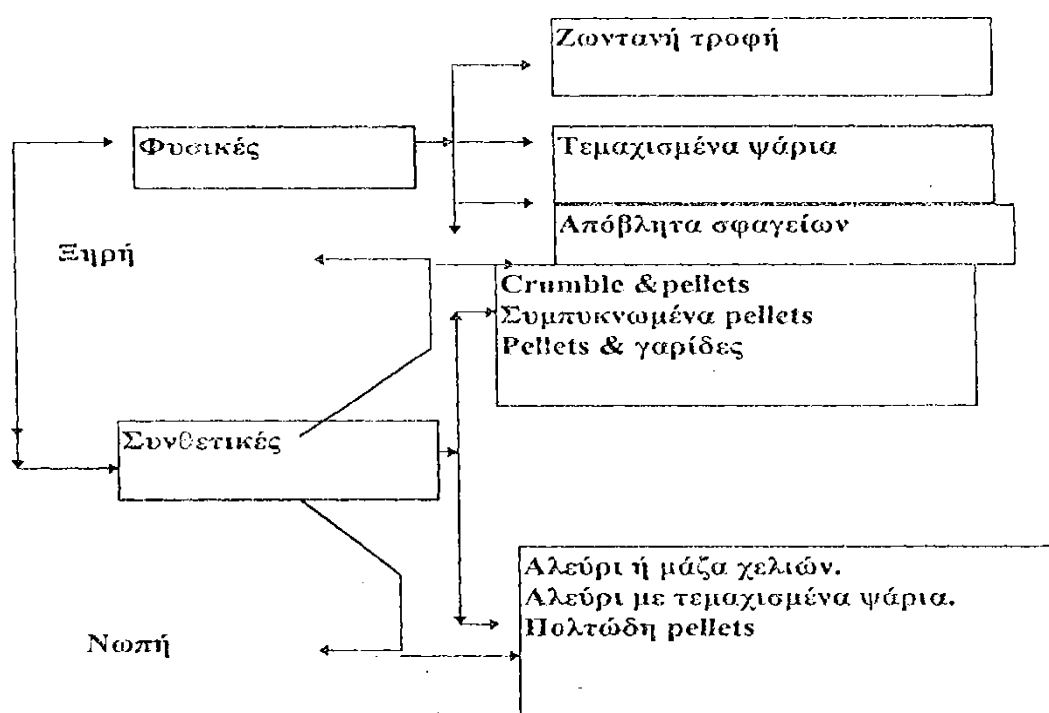 Ζωντανή τροφή
Φυσικές
Τεμαχισμένα ψάρια
Απόβλητα σφαγείων
Ξηρή
Crumble &pellets
Συμπυκνωμένα pellets
Pellets & γαρίδες
Συνθετικές
Αλεύρι ή μάζα χελιών.
Αλεύρι με τεμαχισμένα ψάρια.
Πολτώδη pellets
Νωπή